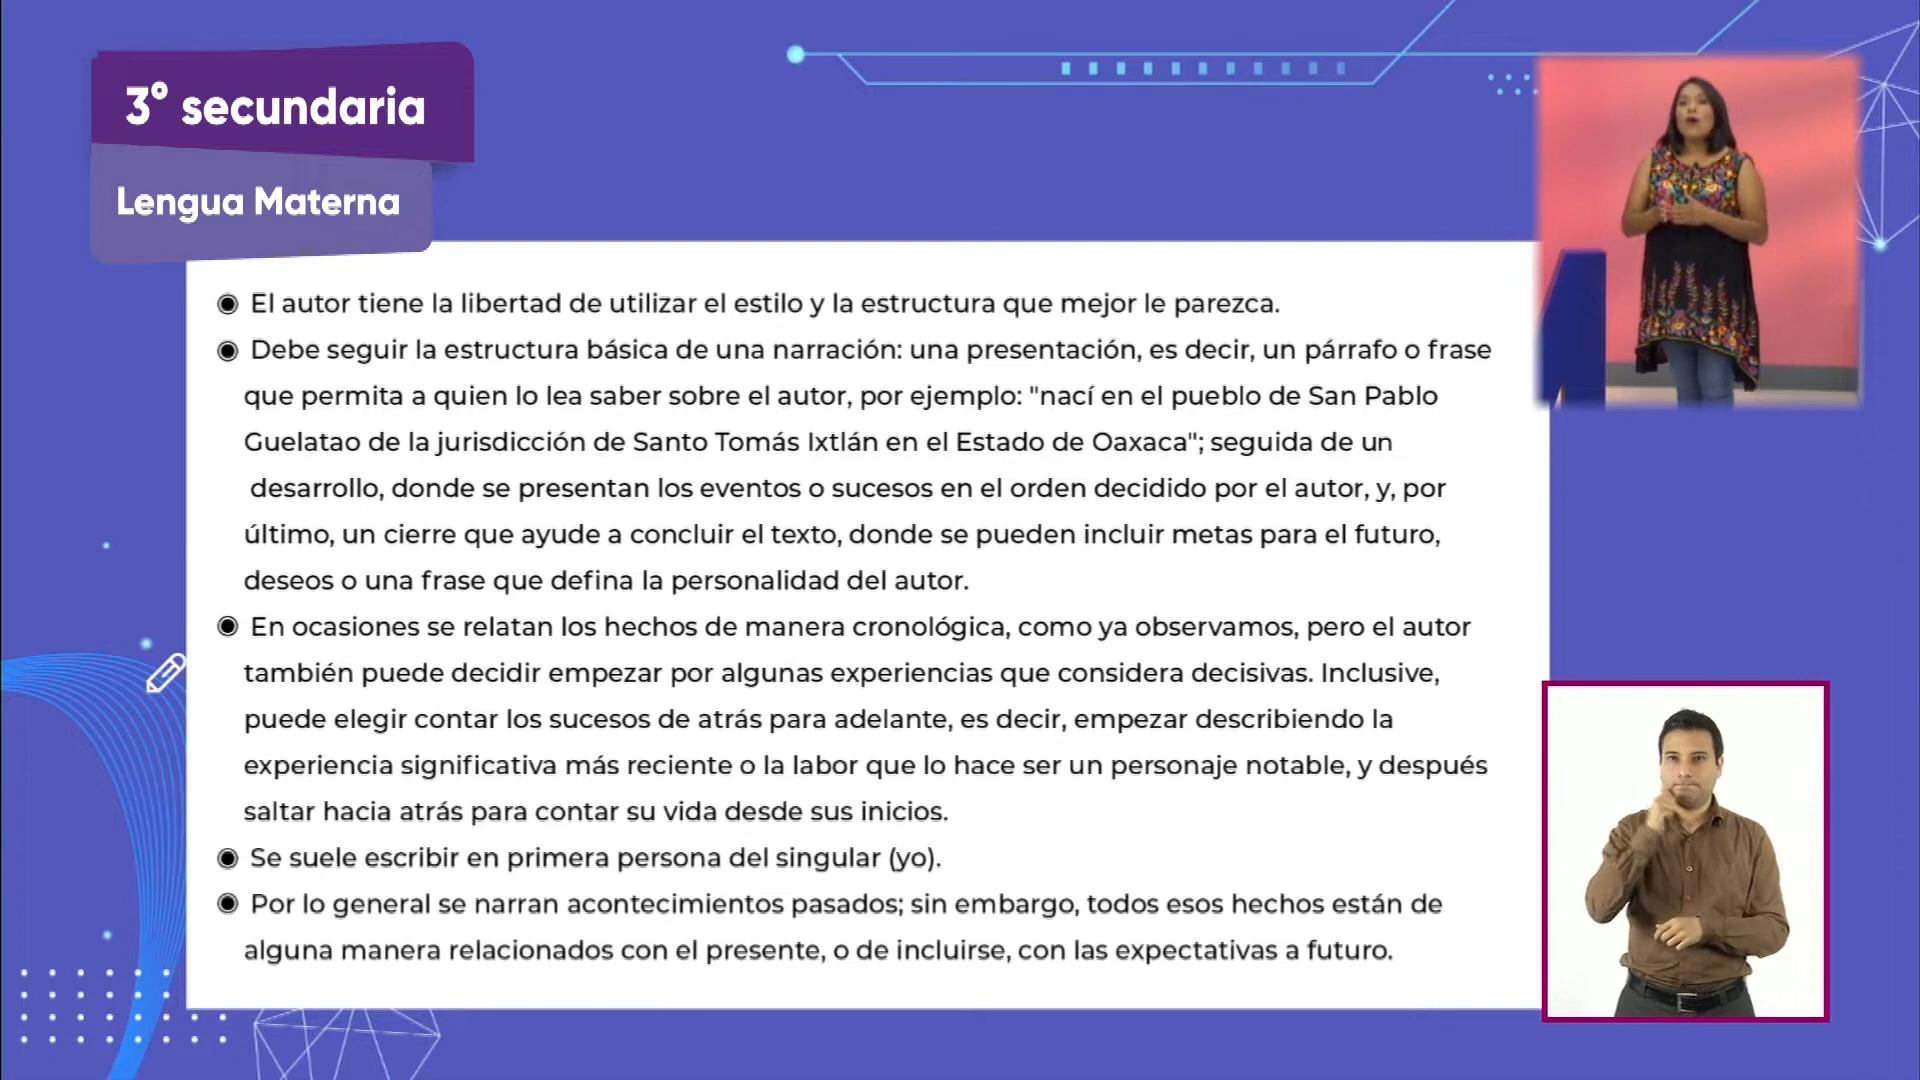 3° secundaria
Lengua Materna
El autor tiene la libertad de utilizar el estilo y la estructura que mejor le parezca.
Debe seguir la estructura básica de una narración: una presentación, es decir, un párrafo o frase
que permita a quien lo lea saber sobre el autor, por ejemplo: "nací en el pueblo de San Pablo
Guelatao de la jurisdicción de Santo Tomás Ixtlán en el Estado de Oaxaca"; seguida de un
desarrollo, donde se presentan los eventos o sucesos en el orden decidido por el autor, y, por
último, un cierre que ayude a concluir el texto, donde se pueden incluir metas para el futuro,
deseos o una frase que defina la personalidad del autor.
En ocasiones se relatan los hechos de manera cronológica, como ya observamos, pero el autor
también puede decidir empezar por algunas experiencias que considera decisivas. Inclusive,
puede elegir contar los sucesos de atrás para adelante, es decir, empezar describiendo la
experiencia significativa más reciente o la labor que lo hace ser un personaje notable, y después
saltar hacia atrás para contar su vida desde sus inicios.
Se suele escribir en primera persona del singular (yo).
Por lo general se narran acontecimientos pasados; sin embargo, todos esos hechos están de
alguna manera relacionados con el presente, o de incluirse, con las expectativas a futuro.